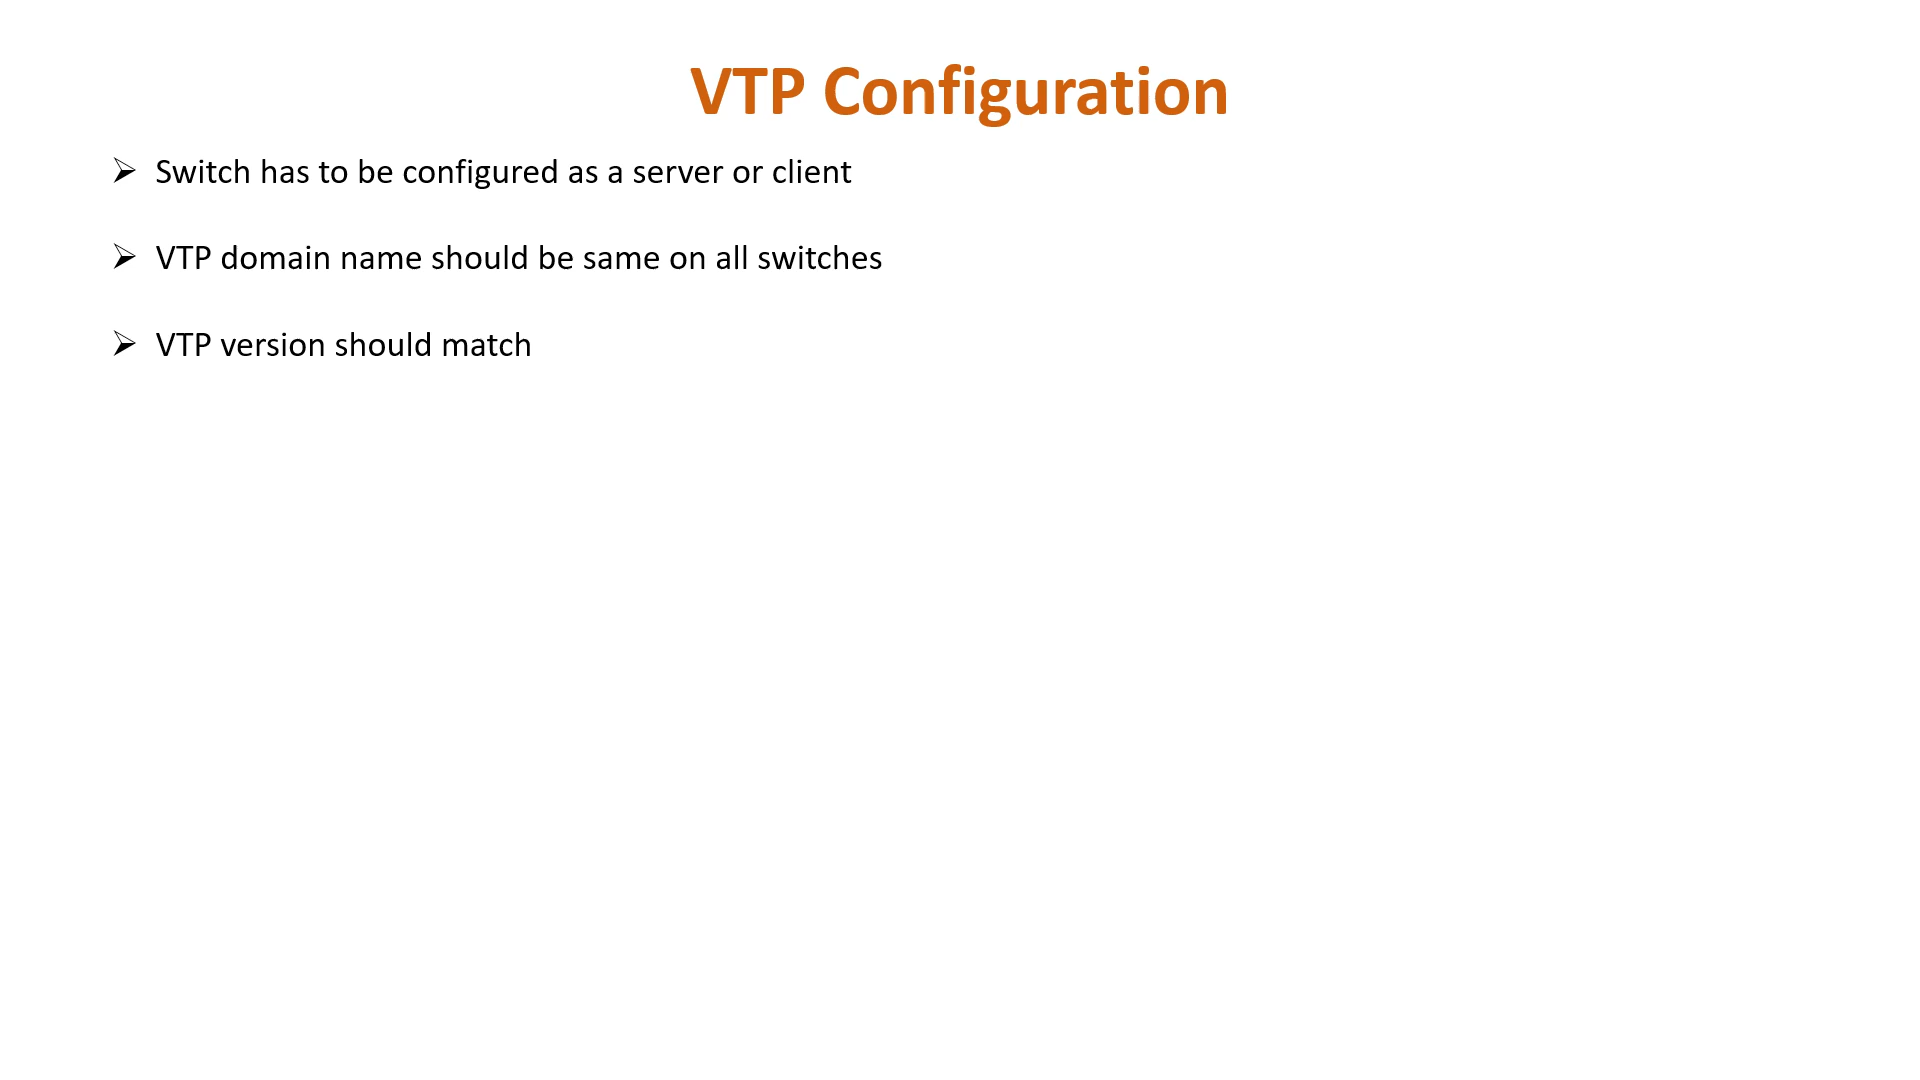 VTP Configuration
➢ Switch has to be configured as a server or client
➢ VTP domain name should be same on all switches
➢ VTP version should match